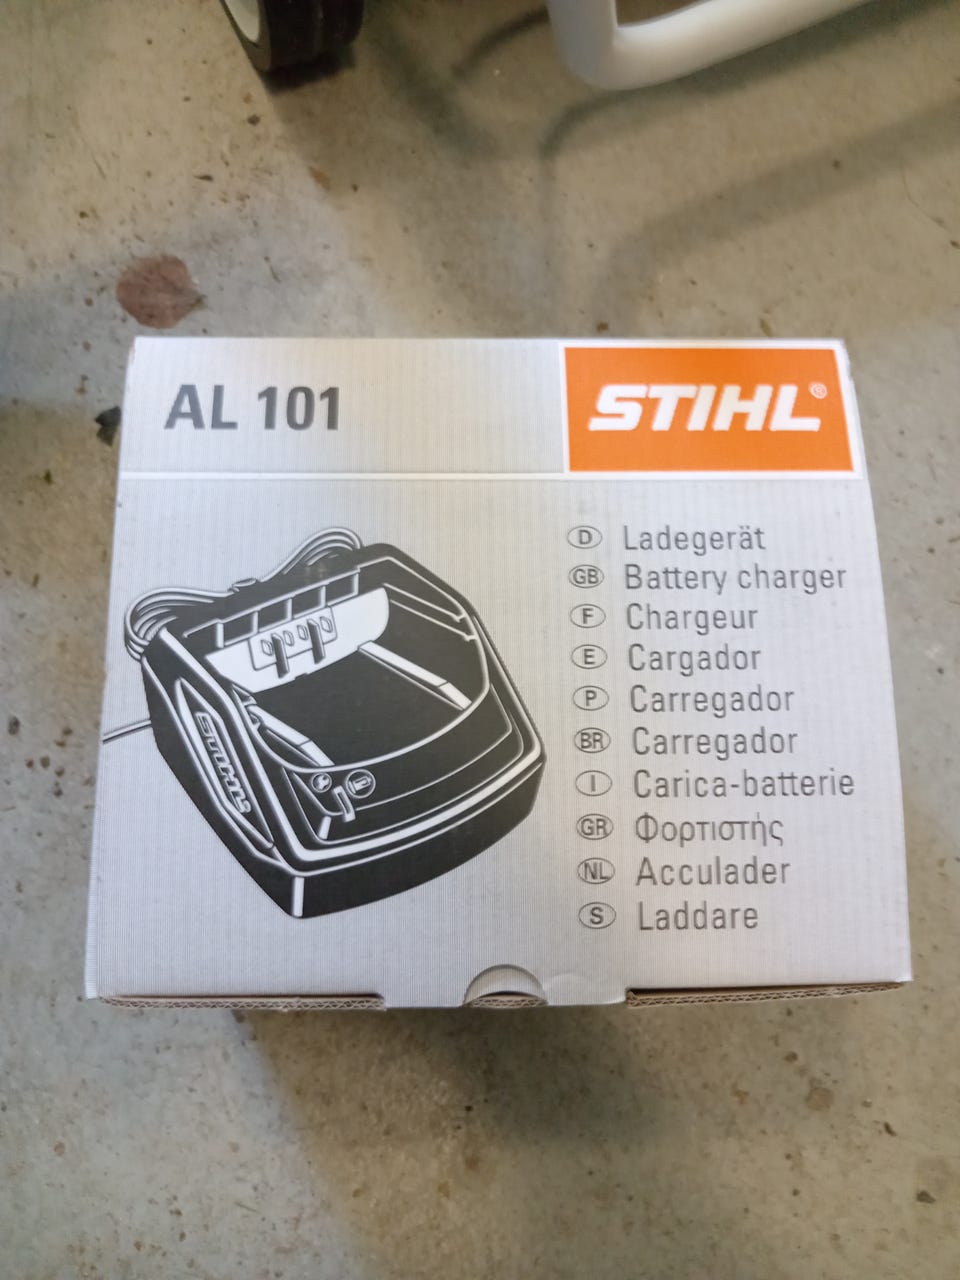 AL 101
STIHL®
D Ladegerät
GB Battery charger
F Chargeur
E Cargador
P Carregador
BR Carregador
I Carica-batterie
GR Φορτιστής
NL Acculader
S Laddare
STIHL